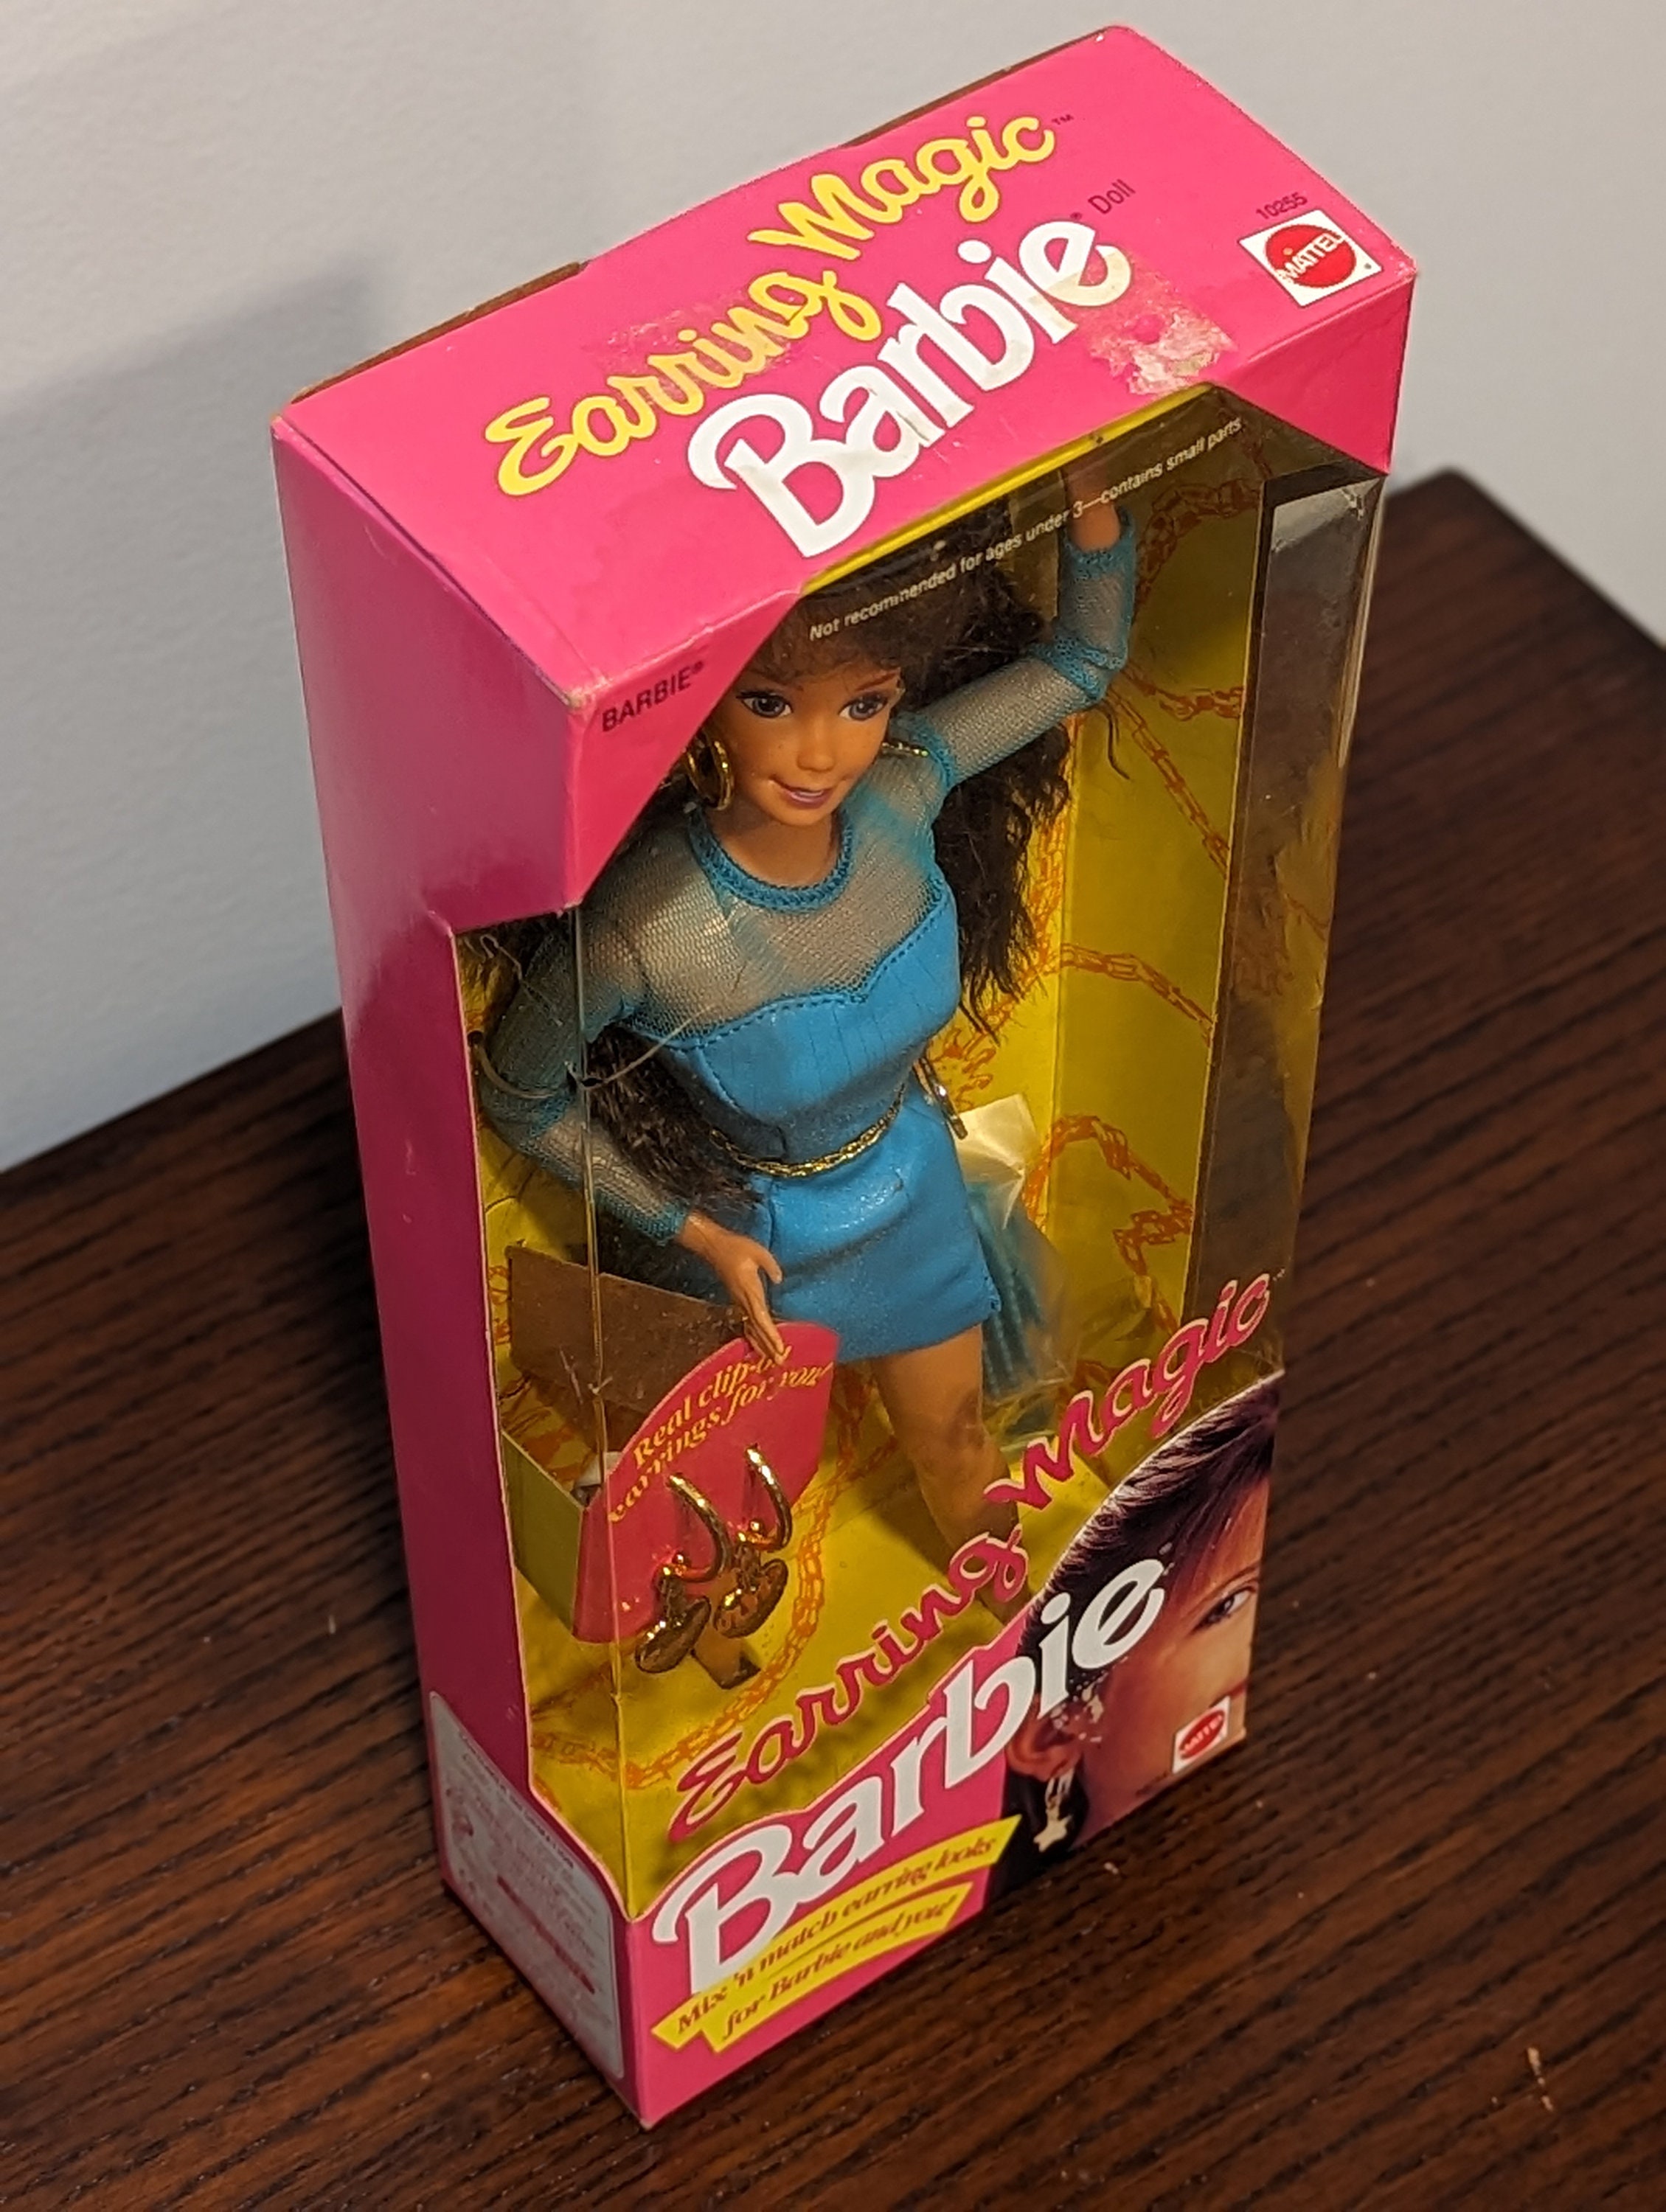 Earring Magic™
Barbie® Doll
10255
MATTEL
BARBIE®
Not recommended for ages under 3—contains small parts.
Real clip-on
earrings for you!
Earring Magic™
Barbie
MATTEL
Mix 'n match earring looks
for Barbie and you!